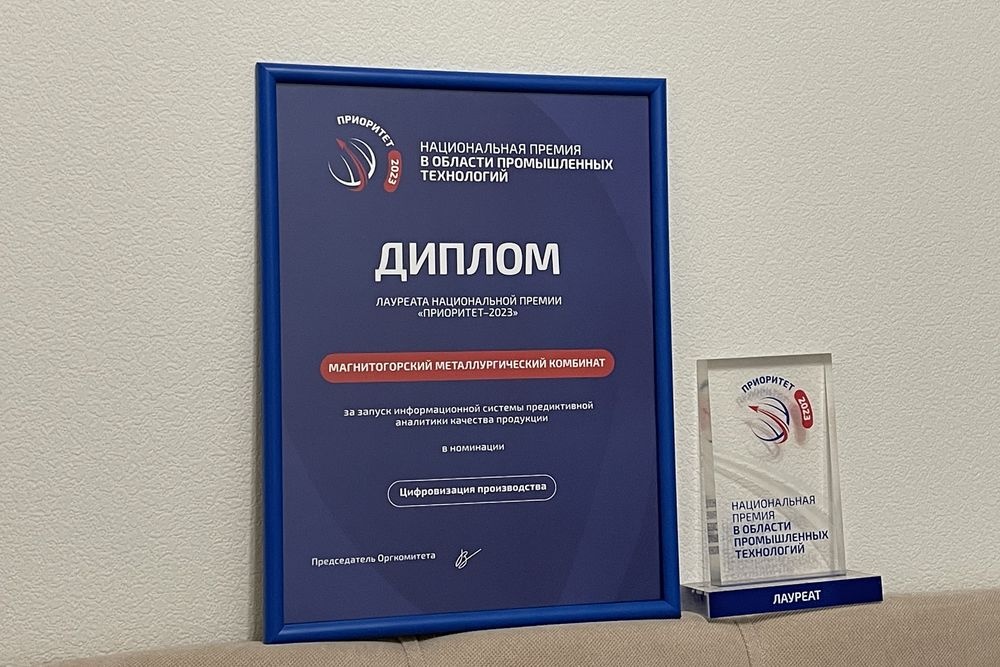 ПРИОРИТЕТ 2023
НАЦИОНАЛЬНАЯ ПРЕМИЯ
В ОБЛАСТИ ПРОМЫШЛЕННЫХ
ТЕХНОЛОГИЙ
ДИПЛОМ
ЛАУРЕАТА НАЦИОНАЛЬНОЙ ПРЕМИИ
«ПРИОРИТЕТ–2023»
МАГНИТОГОРСКИЙ МЕТАЛЛУРГИЧЕСКИЙ КОМБИНАТ
за запуск информационной системы предиктивной
аналитики качества продукции
в номинации
Цифровизация производства
Председатель Оргкомитета
ПРИОРИТЕТ 2023
НАЦИОНАЛЬНАЯ
ПРЕМИЯ
В ОБЛАСТИ
ПРОМЫШЛЕННЫХ
ТЕХНОЛОГИЙ
ЛАУРЕАТ